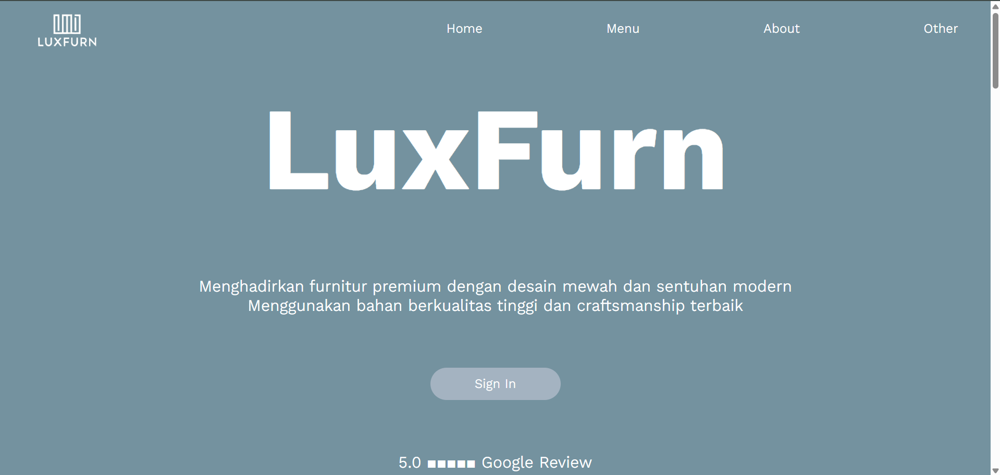 LUXFURN
Home Menu About Other
LuxFurn
Menghadirkan furnitur premium dengan desain mewah dan sentuhan modern
Menggunakan bahan berkualitas tinggi dan craftsmanship terbaik
Sign In
5.0 ■■■■■ Google Review